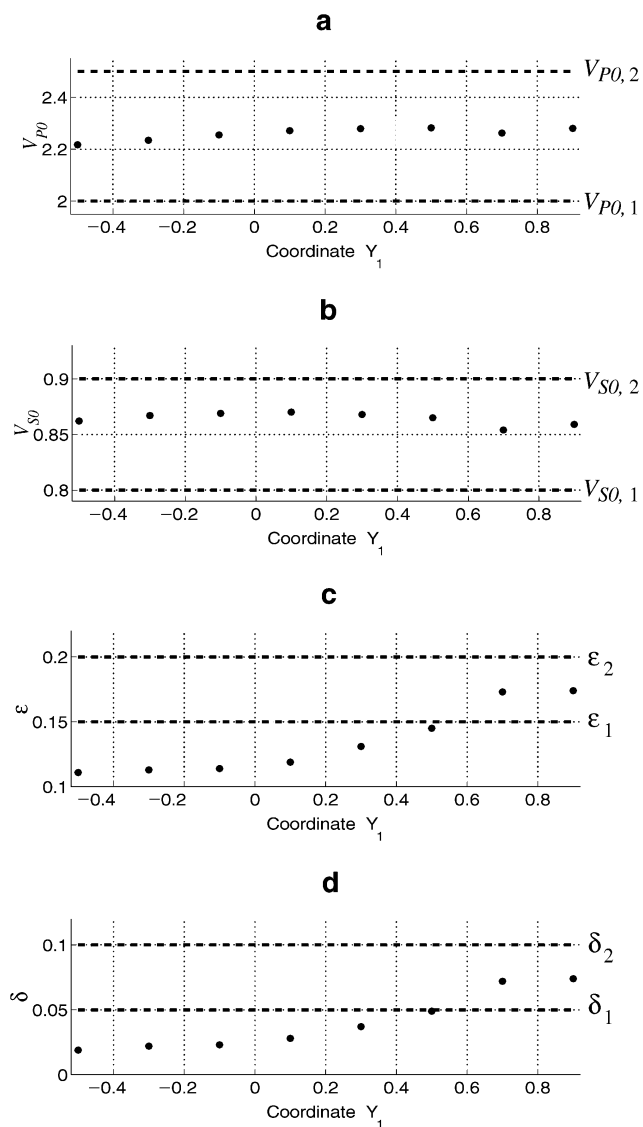 a
V_{P0, 2}
2.4
V_{P0}
2.2
2
V_{P0, 1}
−0.4 −0.2 0 0.2 0.4 0.6 0.8
Coordinate Y_1
b
0.9
V_{S0, 2}
V_{S0}
0.85
0.8
V_{S0, 1}
−0.4 −0.2 0 0.2 0.4 0.6 0.8
Coordinate Y_1
c
0.2
ε_2
ε
0.15
ε_1
0.1
−0.4 −0.2 0 0.2 0.4 0.6 0.8
Coordinate Y_1
d
0.1
δ_2
δ
0.05
δ_1
0
−0.4 −0.2 0 0.2 0.4 0.6 0.8
Coordinate Y_1